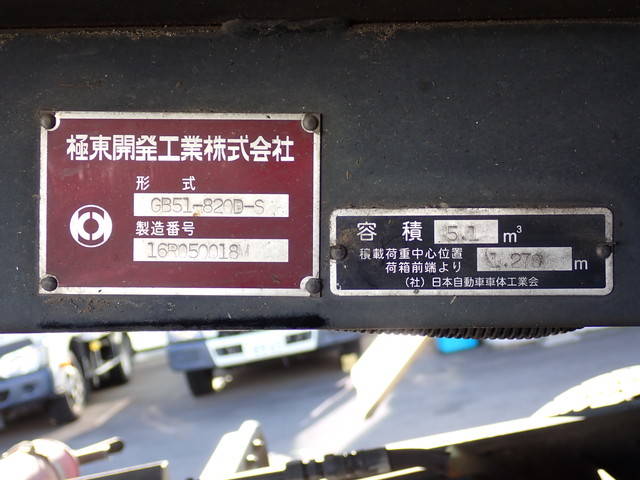 極東開発工業株式会社
形 式
GB51-820D-S
製造番号
16R050018
容 積 5.1 m³
積載荷重中心位置
荷箱前端より 1.270 m
(社)日本自動車車体工業会